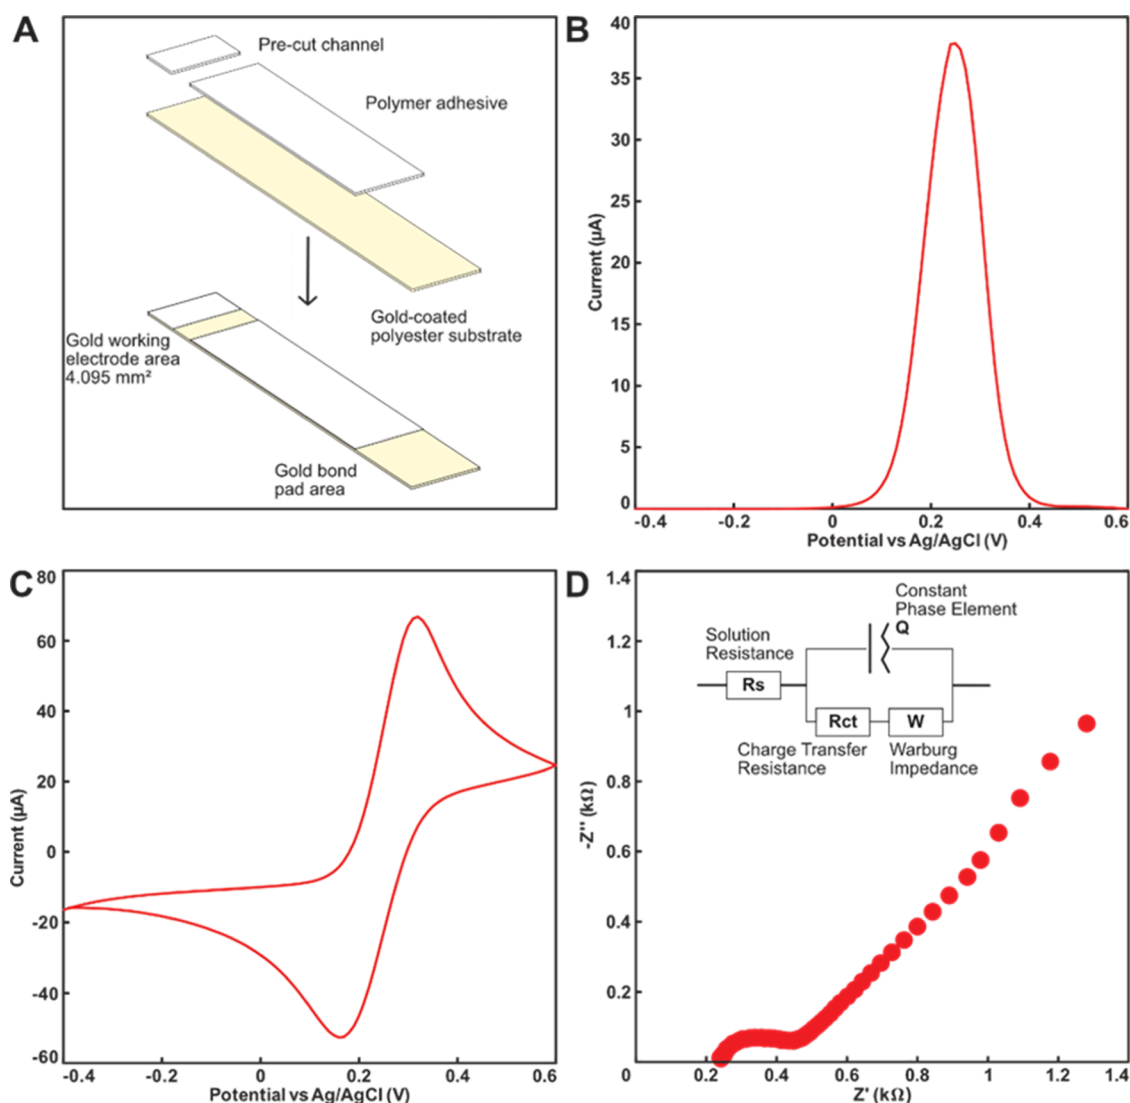 A
Pre-cut channel
Polymer adhesive
Gold-coated
polyester substrate
Gold working
electrode area
4.095 mm²
Gold bond
pad area
B
40
35
30
25
20
15
10
5
0
Current (µA)
-0.4 -0.2 0 0.2 0.4 0.6
Potential vs Ag/AgCl (V)
C
80
60
40
20
0
-20
-40
-60
Current (µA)
-0.4 -0.2 0 0.2 0.4 0.6
Potential vs Ag/AgCl (V)
D
1.4
1.2
1
0.8
0.6
0.4
0.2
-Z'' (kΩ)
Constant
Phase Element
Q
Solution
Resistance
Rs
Rct
W
Charge Transfer
Resistance
Warburg
Impedance
0 0.2 0.4 0.6 0.8 1 1.2 1.4
Z' (kΩ)